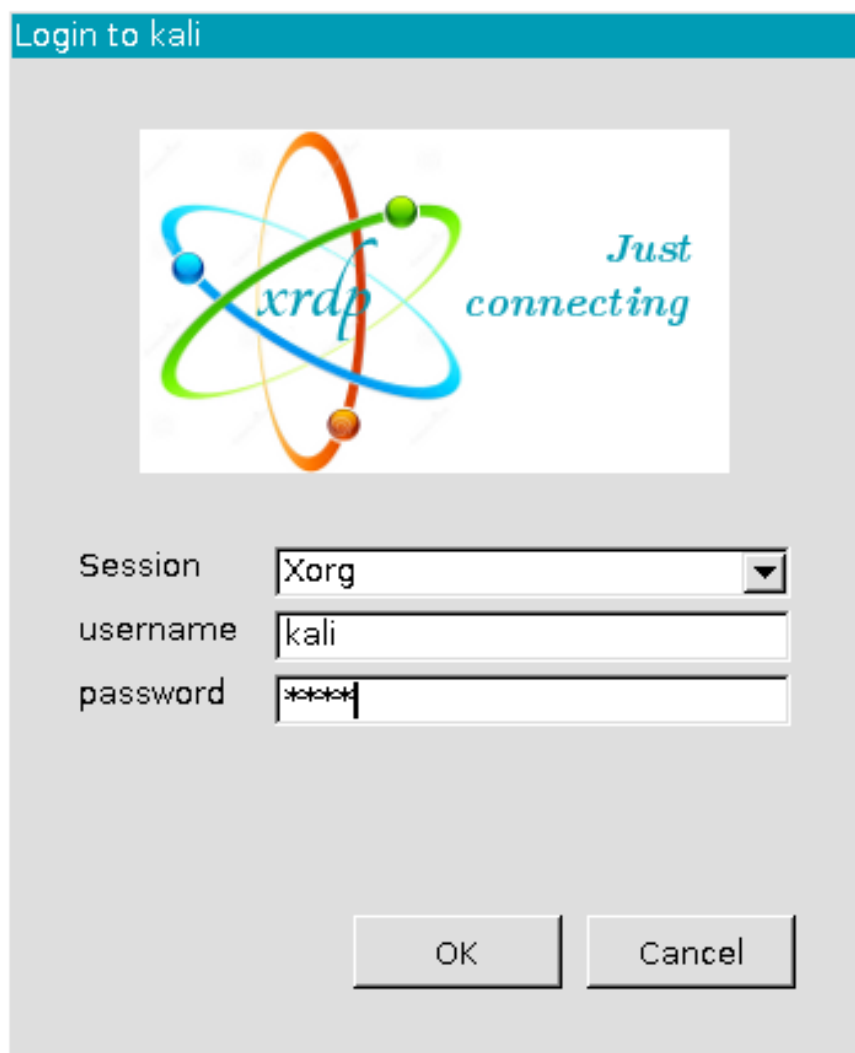 Login to kali
xrdp
Just
connecting
Session Xorg
username kali
password ****
OK Cancel